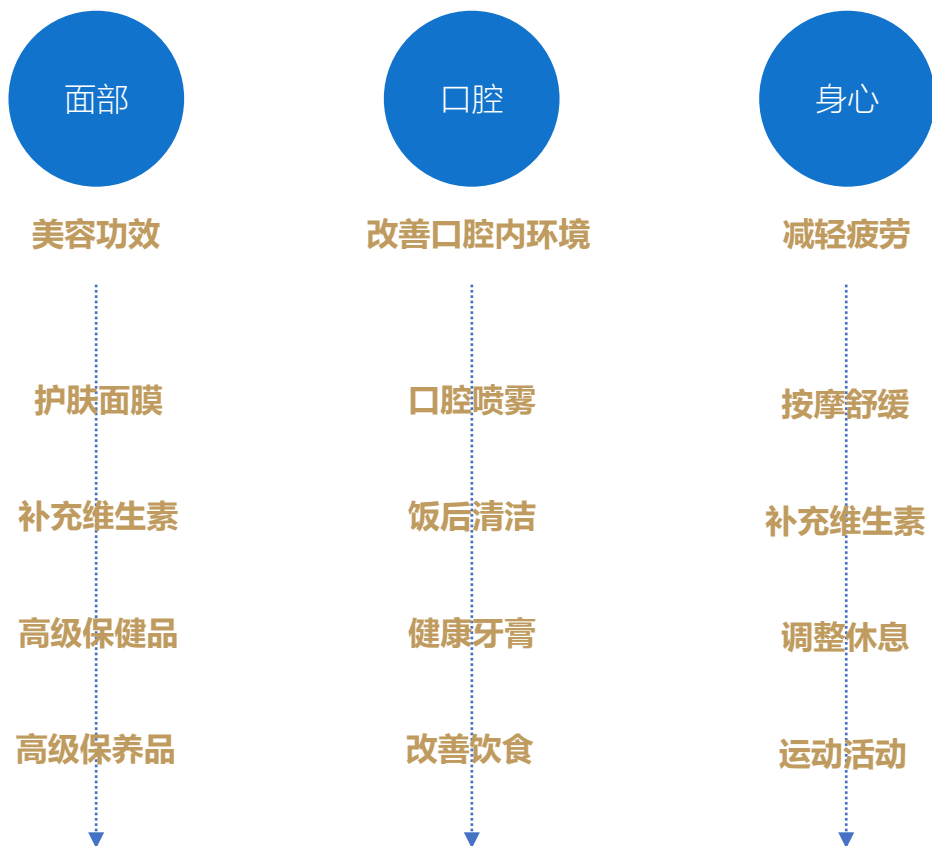 面部
美容功效
护肤面膜
补充维生素
高级保健品
高级保养品
口腔
改善口腔内环境
口腔喷雾
饭后清洁
健康牙膏
改善饮食
身心
减轻疲劳
按摩舒缓
补充维生素
调整休息
运动活动